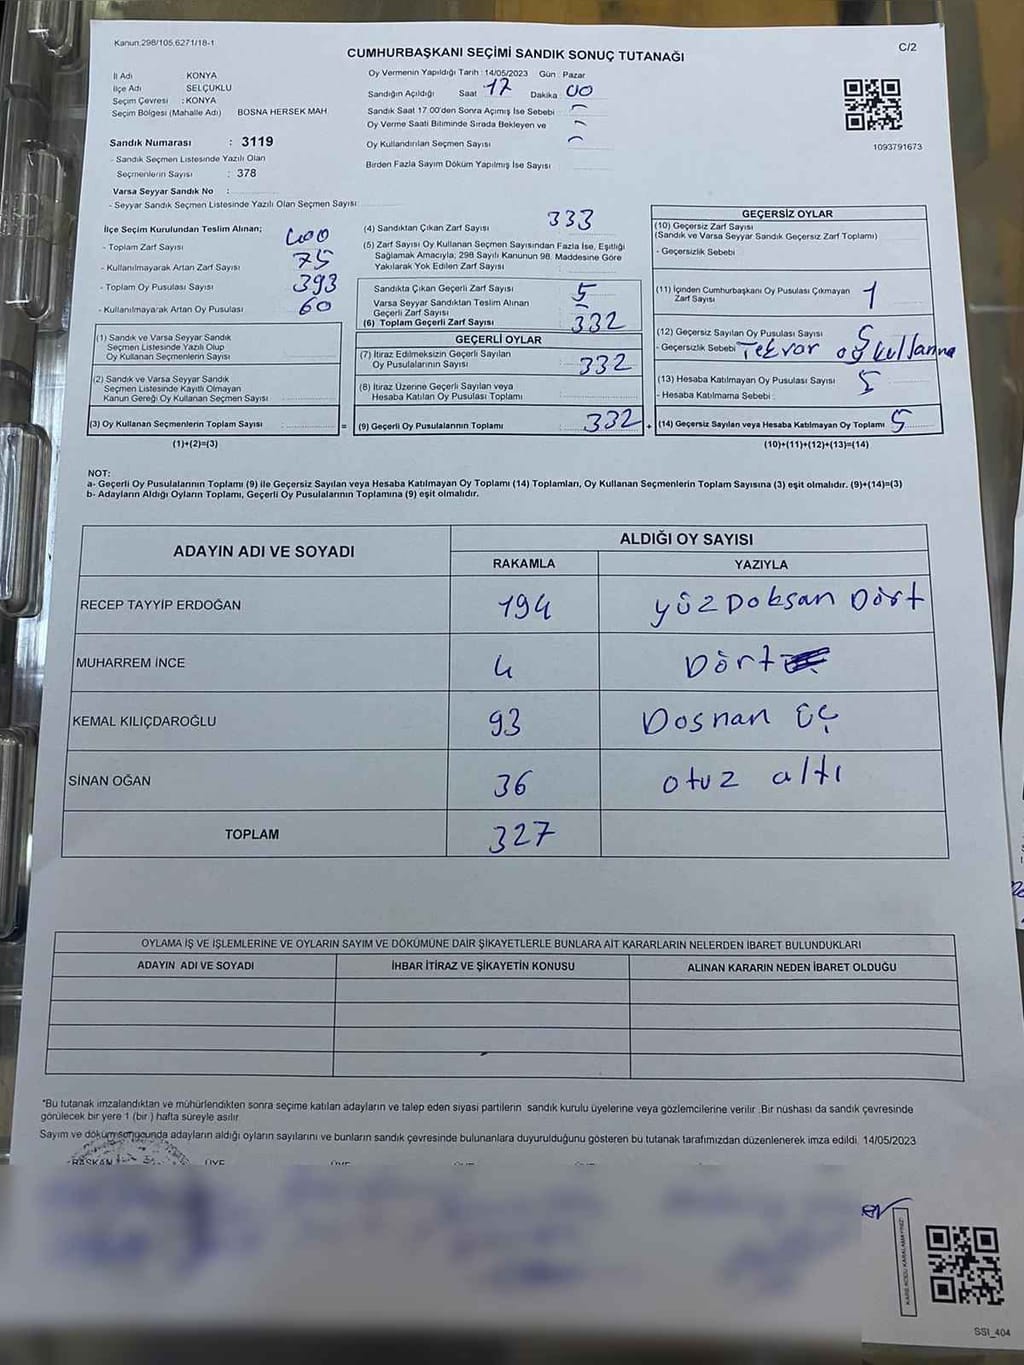 Kanun.298/105,6271/18-1
C/2
CUMHURBAŞKANI SEÇİMİ SANDIK SONUÇ TUTANAĞI
İl Adı KONYA
İlçe Adı SELÇUKLU
Seçim Çevresi : KONYA
Seçim Bölgesi (Mahalle Adı) BOSNA HERSEK MAH
Oy Vermenin Yapıldığı Tarih : 14/05/2023 Gün : Pazar
Sandığın Açıldığı Saat 17 Dakika 00
Sandık Saat 17.00'den Sonra Açımış İse Sebebi
Oy Verme Saati Bitiminde Sırada Bekleyen ve
Oy Kullandırılan Seçmen Sayısı
Birden Fazla Sayım Döküm Yapılmış İse Sayısı
1093791673
Sandık Numarası : 3119
- Sandık Seçmen Listesinde Yazılı Olan
Seçmenlerin Sayısı : 378
Varsa Seyyar Sandık No :
- Seyyar Sandık Seçmen Listesinde Yazılı Olan Seçmen Sayısı
İlçe Seçim Kurulundan Teslim Alınan;
- Toplam Zarf Sayısı 400
- Kullanılmayarak Artan Zarf Sayısı 75
- Toplam Oy Pusulası Sayısı 393
- Kullanılmayarak Artan Oy Pusulası 60
(1) Sandık ve Varsa Seyyar Sandık
Seçmen Listesinde Yazılı Olup
Oy Kullanan Seçmenlerin Sayısı
(2) Sandık ve Varsa Seyyar Sandık
Seçmen Listesinde Kayıtlı Olmayan
Kanun Gereği Oy Kullanan Seçmen Sayısı
(3) Oy Kullanan Seçmenlerin Toplam Sayısı =
(1)+(2)=(3)
(4) Sandıktan Çıkan Zarf Sayısı 333
(5) Zarf Sayısı Oy Kullanan Seçmen Sayısından Fazla İse, Eşitliği
Sağlamak Amacıyla, 298 Sayılı Kanunun 98. Maddesine Göre
Yakılarak Yok Edilen Zarf Sayısı
Sandıkta Çıkan Geçerli Zarf Sayısı 5
Varsa Seyyar Sandıktan Teslim Alınan
Geçerli Zarf Sayısı
(6) Toplam Geçerli Zarf Sayısı 332
GEÇERLİ OYLAR
(7) İtiraz Edilmeksizin Geçerli Sayılan
Oy Pusulalarının Sayısı 332
(8) İtiraz Üzerine Geçerli Sayılan veya
Hesaba Katılan Oy Pusulası Toplamı
(9) Geçerli Oy Pusulalarının Toplamı 332 +
GEÇERSİZ OYLAR
(10) Geçersiz Zarf Sayısı
(Sandık ve Varsa Seyyar Sandık Geçersiz Zarf Toplamı)
- Geçersizlik Sebebi
(11) İçinden Cumhurbaşkanı Oy Pusulası Çıkmayan
Zarf Sayısı 1
(12) Geçersiz Sayılan Oy Pusulası Sayısı 5
- Geçersizlik Sebebi Tekrar oy kullanma
(13) Hesaba Katılmayan Oy Pusulası Sayısı 5
- Hesaba Katılmama Sebebi :
(14) Geçersiz Sayılan veya Hesaba Katılmayan Oy Toplamı 5
(10)+(11)+(12)+(13)=(14)
NOT:
a- Geçerli Oy Pusulalarının Toplamı (9) ile Geçersiz Sayılan veya Hesaba Katılmayan Oy Toplamı (14) Toplamları, Oy Kullanan Seçmenlerin Toplam Sayısına (3) eşit olmalıdır. (9)+(14)=(3)
b- Adayların Aldığı Oyların Toplamı, Geçerli Oy Pusulalarının Toplamına (9) eşit olmalıdır.
ADAYIN ADI VE SOYADI
ALDIĞI OY SAYISI
RAKAMLA YAZIYLA
RECEP TAYYİP ERDOĞAN 194 yüz Doksan Dört
MUHARREM İNCE 4 Dört
KEMAL KILIÇDAROĞLU 93 Dosnan üç
SİNAN OĞAN 36 otuz altı
TOPLAM 327
OYLAMA İŞ VE İŞLEMLERİNE VE OYLARIN SAYIM VE DÖKÜMÜNE DAİR ŞİKAYETLERLE BUNLARA AİT KARARLARIN NELERDEN İBARET BULUNDUKLARI
ADAYIN ADI VE SOYADI İHBAR İTİRAZ VE ŞİKAYETİN KONUSU ALINAN KARARIN NEDEN İBARET OLDUĞU
*Bu tutanak imzalandıktan ve mühürlendikten sonra seçime katılan adayların ve talep eden siyasi partilerin sandık kurulu üyelerine veya gözlemcilerine verilir .Bir nüshası da sandık çevresinde
görülecek bir yere 1 (bir ) hafta süreyle asılır.
Sayım ve döküm sonucunda adayların aldığı oyların sayılarını ve bunların sandık çevresinde bulunanlara duyurulduğunu gösteren bu tutanak tarafımızdan düzenlenerek imza edildi. 14/05/2023
BAŞKAN ÜYE
KARE KODU KARALAMAYINIZ!
SSI_404